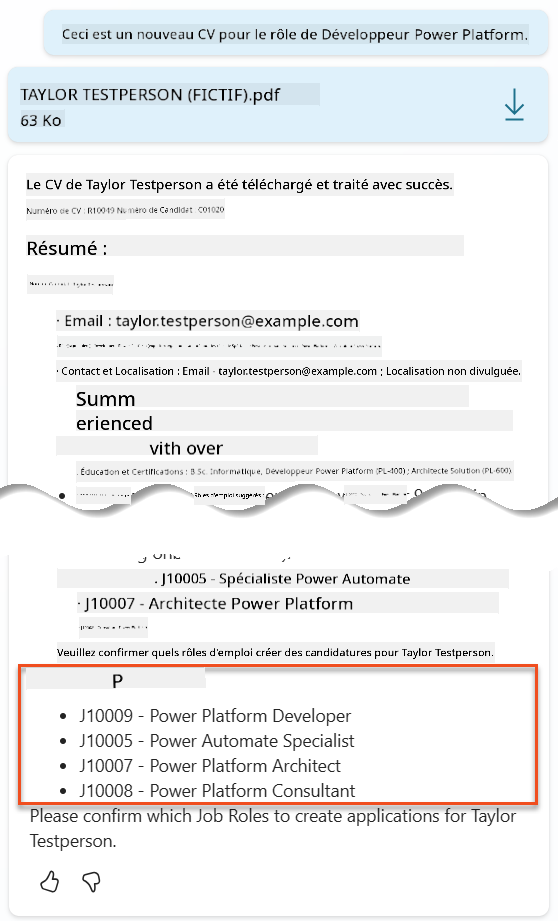 Ceci est un nouveau CV pour le rôle de Développeur Power Platform.
TAYLOR TESTPERSON (FICTIF).pdf
63 Ko
Le CV de Taylor Testperson a été téléchargé et traité avec succès.
Numéro de CV : R10049 Numéro de Candidat : C01020
Résumé :
· Email : taylor.testperson@example.com
· Contact et Localisation : Email - taylor.testperson@example.com ; Localisation non divulguée.
Summ
erienced
vith over
. Éducation et Certifications : B.Sc. Informatique, Développeur Power Platform (PL-400) ; Architecte Solution (PL-600)
Rôles d'emploi suggérés :
. J10005 - Spécialiste Power Automate
· J10007 - Architecte Power Platform
Veuillez confirmer quels rôles d'emploi créer des candidatures pour Taylor Testperson.
P
• J10009 - Power Platform Developer
• J10005 - Power Automate Specialist
• J10007 - Power Platform Architect
• J10008 - Power Platform Consultant
Please confirm which Job Roles to create applications for Taylor
Testperson.